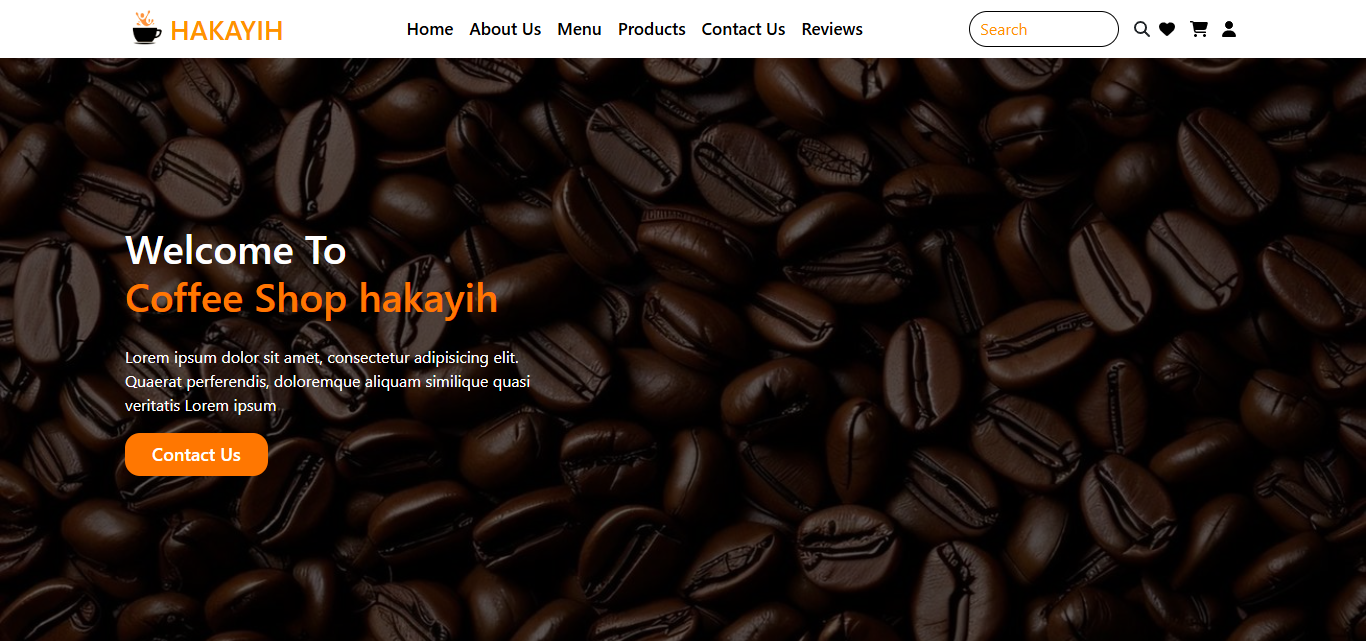 HAKAYIH
Home About Us Menu Products Contact Us Reviews
Search
Welcome To
Coffee Shop hakayih
Lorem ipsum dolor sit amet, consectetur adipisicing elit.
Quaerat perferendis, doloremque aliquam similique quasi
veritatis Lorem ipsum
Contact Us